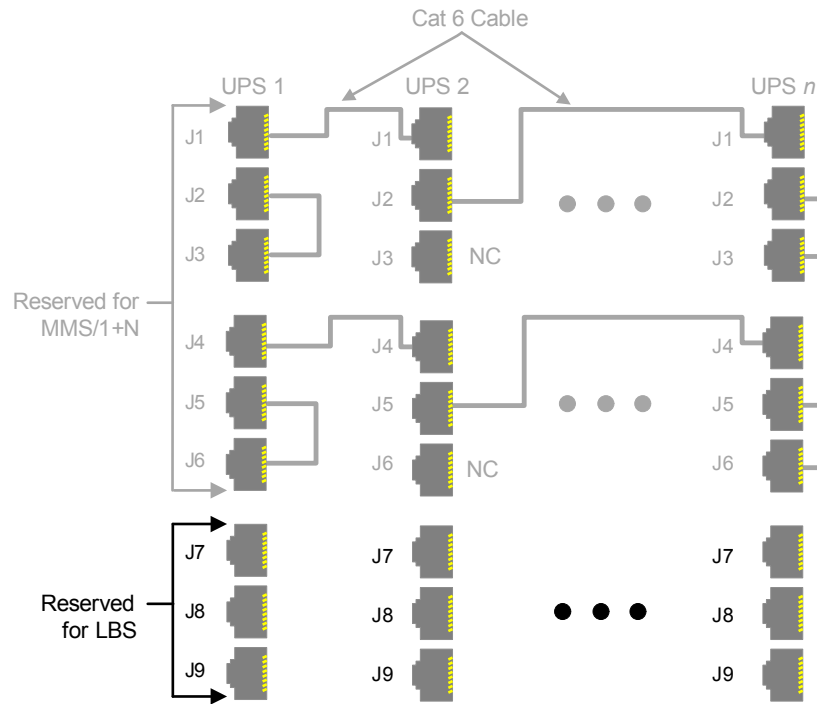 Cat 6 Cable
UPS 1 UPS 2 UPS n
J1 J1 J1
J2 J2 J2
J3 J3 NC J3
Reserved for
MMS/1+N
J4 J4 J4
J5 J5 J5
J6 J6 NC J6
J7 J7 J7
Reserved
for LBS
J8 J8 J8
J9 J9 J9